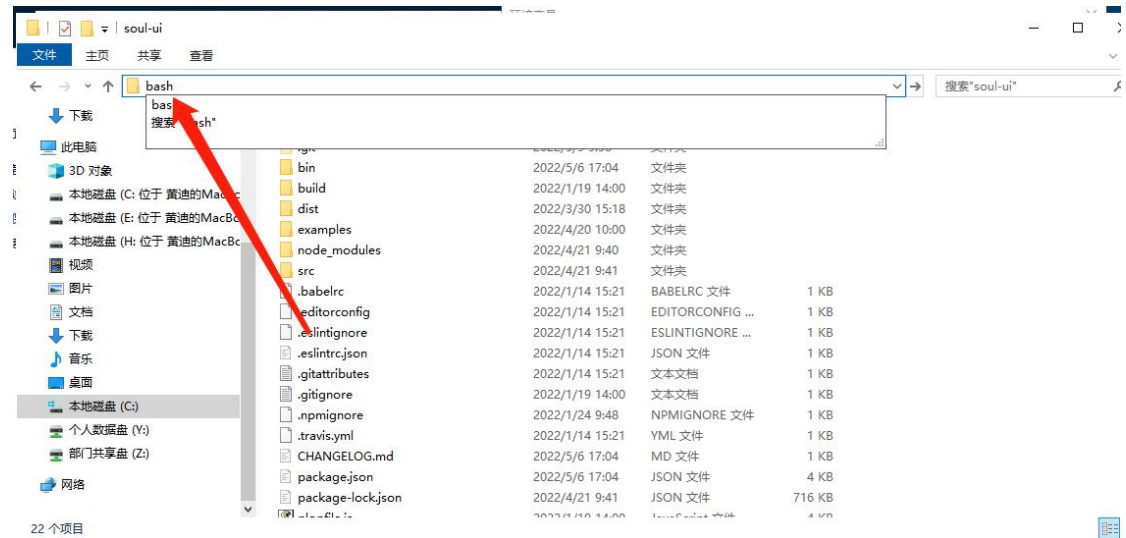 soul-ui
文件 主页 共享 查看
bash
搜索"soul-ui"
下载
此电脑
3D 对象
本地磁盘 (C: 位于 黄迪的Mac
本地磁盘 (E: 位于 黄迪的MacBo
本地磁盘 (H: 位于 黄迪的MacBo
视频
图片
文档
下载
音乐
桌面
本地磁盘 (C:)
个人数据盘 (Y:)
部门共享盘 (Z:)
网络
搜索
bin 2022/5/6 17:04 文件夹
build 2022/1/19 14:00 文件夹
dist 2022/3/30 15:18 文件夹
examples 2022/4/20 10:00 文件夹
node_modules 2022/4/21 9:40 文件夹
src 2022/4/21 9:41 文件夹
.babelrc 2022/1/14 15:21 BABELRC 文件 1 KB
.editorconfig 2022/1/14 15:21 EDITORCONFIG ... 1 KB
.eslintignore 2022/1/14 15:21 ESLINTIGNORE ... 1 KB
.eslintrc.json 2022/1/14 15:21 JSON 文件 1 KB
.gitattributes 2022/1/14 15:21 文本文档 1 KB
.gitignore 2022/1/19 14:00 文本文档 1 KB
.npmignore 2022/1/24 9:48 NPMIGNORE 文件 1 KB
.travis.yml 2022/1/14 15:21 YML 文件 1 KB
CHANGELOG.md 2022/5/6 17:04 MD 文件 1 KB
package.json 2022/5/6 17:04 JSON 文件 4 KB
package-lock.json 2022/4/21 9:41 JSON 文件 716 KB
22 个项目